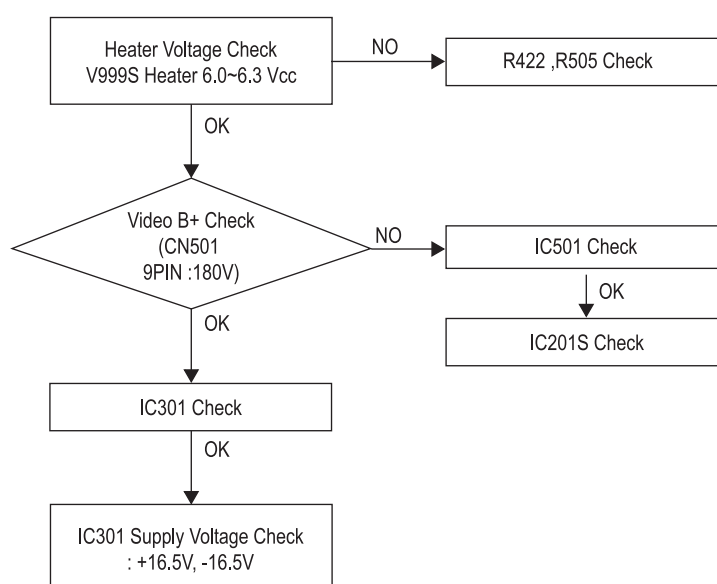 Heater Voltage Check
V999S Heater 6.0~6.3 Vcc
NO
R422 ,R505 Check
OK
Video B+ Check
(CN501
9PIN :180V)
NO
IC501 Check
OK
OK
IC201S Check
IC301 Check
OK
IC301 Supply Voltage Check
: +16.5V, -16.5V